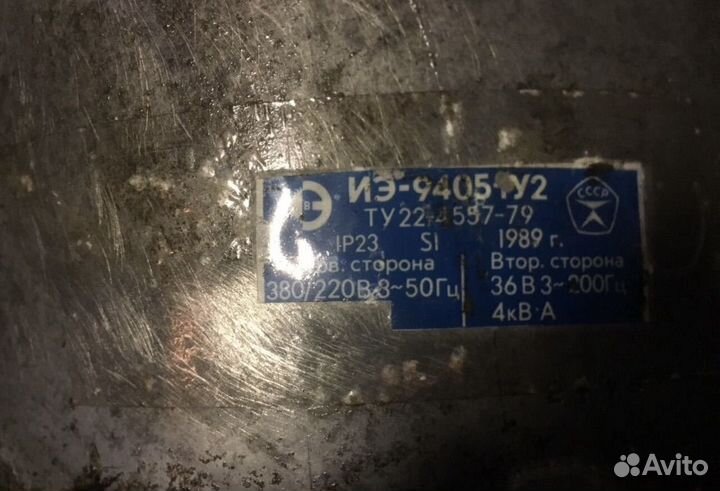 ИЭ-9405 У2
СССР
ТУ 22-4557-79
IP23 SI 1989 г.
сторона Втор. сторона
380/220В 3~50Гц 36 В 3~200Гц
4кВ·А
Avito